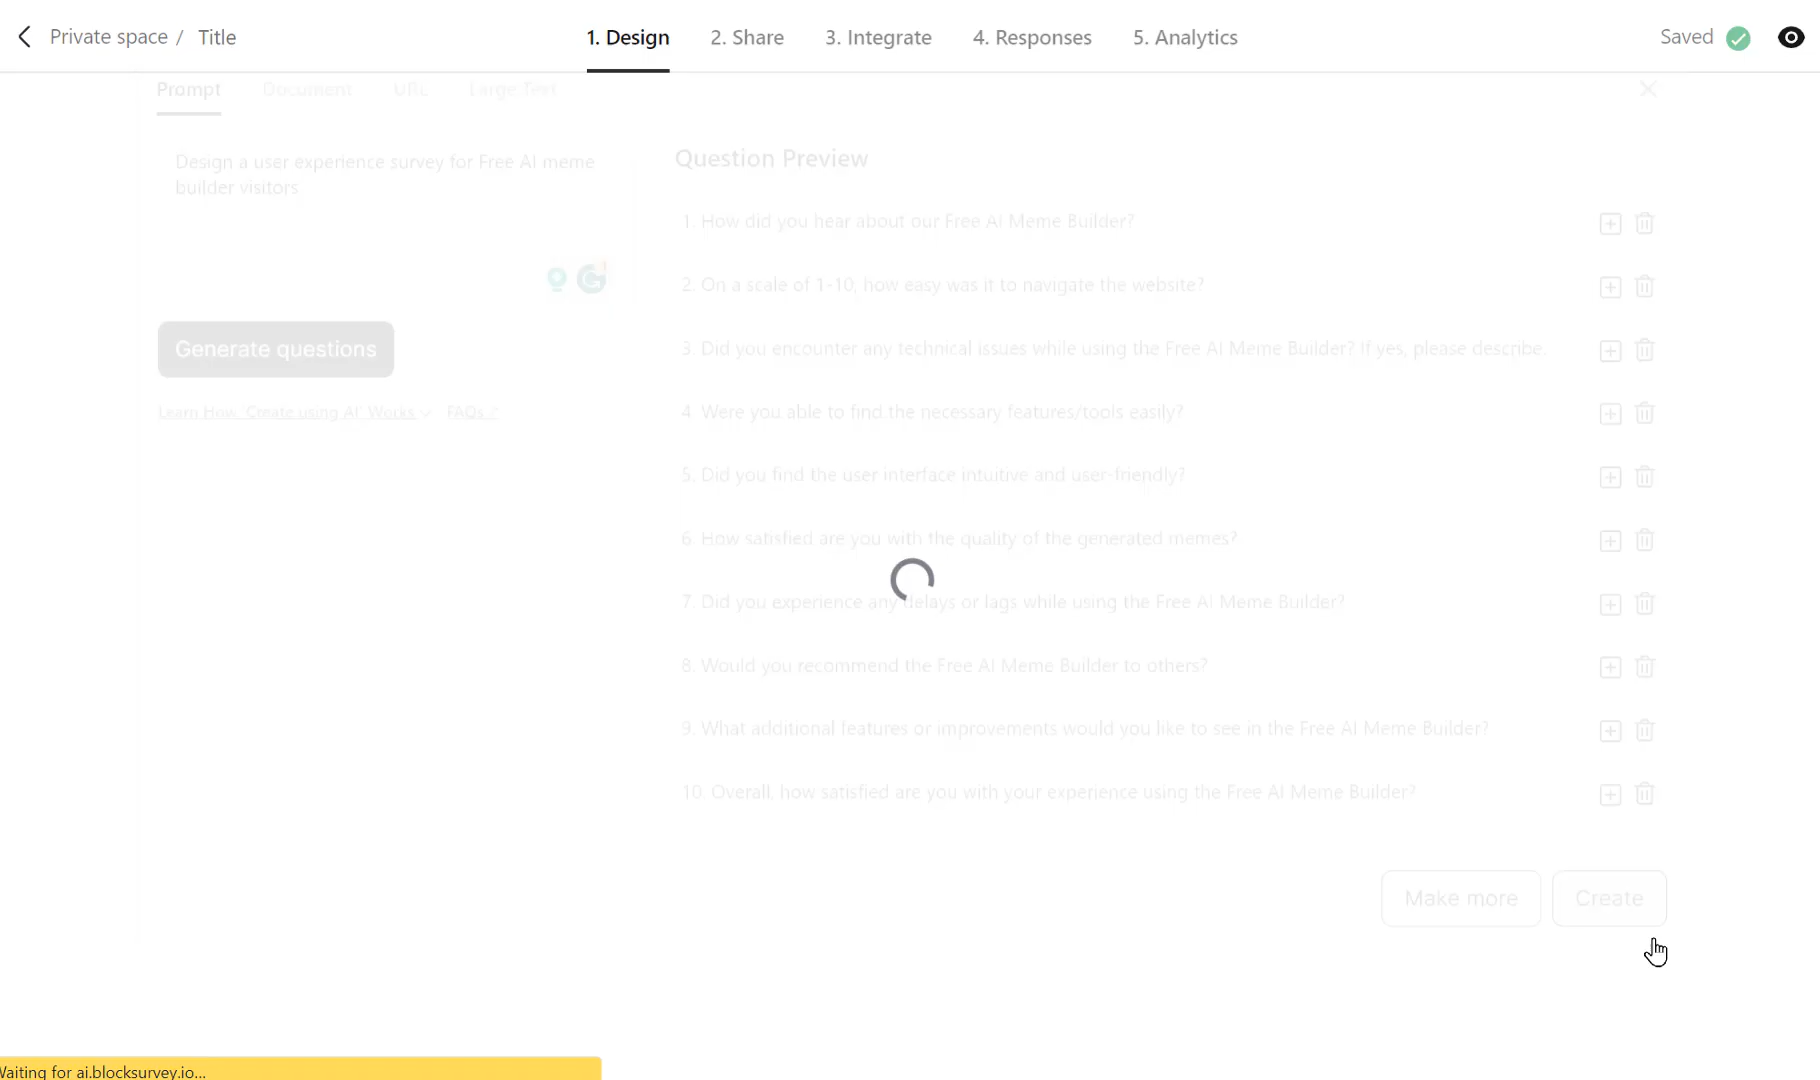 Private space / Title
1. Design
2. Share
3. Integrate
4. Responses
5. Analytics
Saved
Prompt
Document
URL
Large Text
Design a user experience survey for Free AI meme
builder visitors
Generate questions
Learn How 'Create using AI' Works
FAQs
Question Preview
1. How did you hear about our Free AI Meme Builder?
2. On a scale of 1-10, how easy was it to navigate the website?
3. Did you encounter any technical issues while using the Free AI Meme Builder? If yes, please describe.
4. Were you able to find the necessary features/tools easily?
5. Did you find the user interface intuitive and user-friendly?
6. How satisfied are you with the quality of the generated memes?
7. Did you experience any delays or lags while using the Free AI Meme Builder?
8. Would you recommend the Free AI Meme Builder to others?
9. What additional features or improvements would you like to see in the Free AI Meme Builder?
10. Overall, how satisfied are you with your experience using the Free AI Meme Builder?
Make more
Create
Waiting for ai.blocksurvey.io...